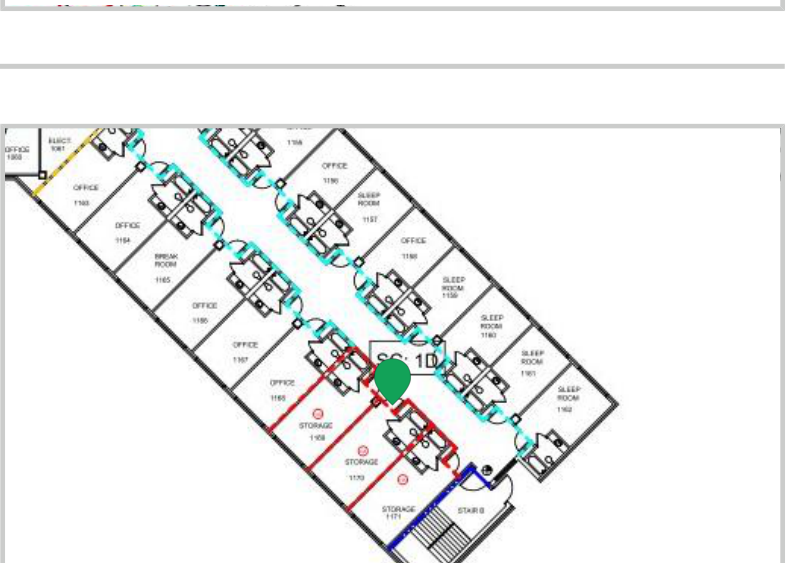 ELECT.
1061
OFFICE
1060
1155
OFFICE
1156
SLEEP
ROOM
1157
OFFICE
1158
SLEEP
ROOM
1159
SLEEP
ROOM
1160
SLEEP
ROOM
1161
SLEEP
ROOM
1162
OFFICE
1163
OFFICE
1164
BREAK
ROOM
1165
OFFICE
1166
OFFICE
1167
OFFICE
1168
STORAGE
1169
STORAGE
1170
STORAGE
1171
STAIR B